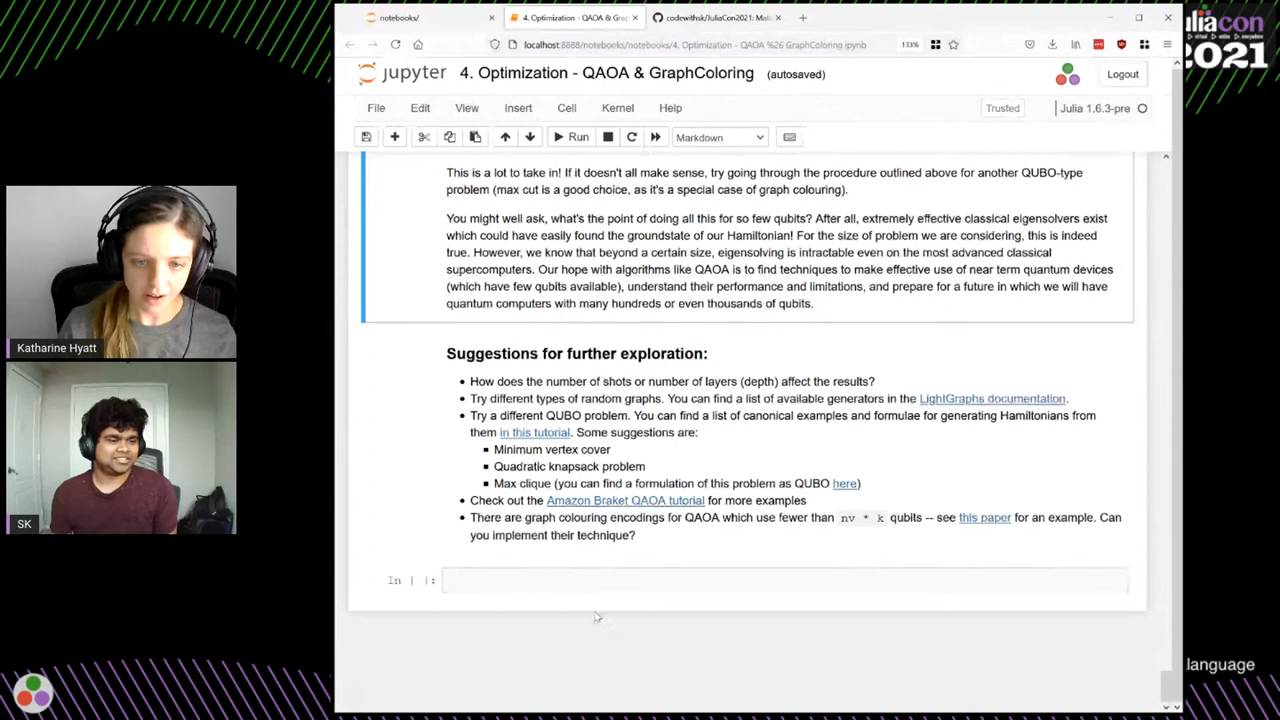 notebooks/
4. Optimization - QAOA & Grap
codewithsk/JuliaCon2021: Mat
localhost:8888/notebooks/notebooks/4. Optimization - QAOA %26 GraphColoring.ipynb
133%
juliacon
2021
jupyter
4. Optimization - QAOA & GraphColoring
(autosaved)
Logout
File
Edit
View
Insert
Cell
Kernel
Help
Trusted
Julia 1.6.3-pre
Run
Markdown
This is a lot to take in! If it doesn't all make sense, try going through the procedure outlined above for another QUBO-type
problem (max cut is a good choice, as it's a special case of graph colouring).
You might well ask, what's the point of doing all this for so few qubits? After all, extremely effective classical eigensolvers exist
which could have easily found the groundstate of our Hamiltonian! For the size of problem we are considering, this is indeed
true. However, we know that beyond a certain size, eigensolving is intractable even on the most advanced classical
supercomputers. Our hope with algorithms like QAOA is to find techniques to make effective use of near term quantum devices
(which have few qubits available), understand their performance and limitations, and prepare for a future in which we will have
quantum computers with many hundreds or even thousands of qubits.
Suggestions for further exploration:
• How does the number of shots or number of layers (depth) affect the results?
• Try different types of random graphs. You can find a list of available generators in the LightGraphs documentation.
• Try a different QUBO problem. You can find a list of canonical examples and formulae for generating Hamiltonians from
them in this tutorial. Some suggestions are:
▪ Minimum vertex cover
▪ Quadratic knapsack problem
▪ Max clique (you can find a formulation of this problem as QUBO here)
• Check out the Amazon Braket QAOA tutorial for more examples
• There are graph colouring encodings for QAOA which use fewer than nv * k qubits -- see this paper for an example. Can
you implement their technique?
In [ ]:
Katharine Hyatt
SK
language